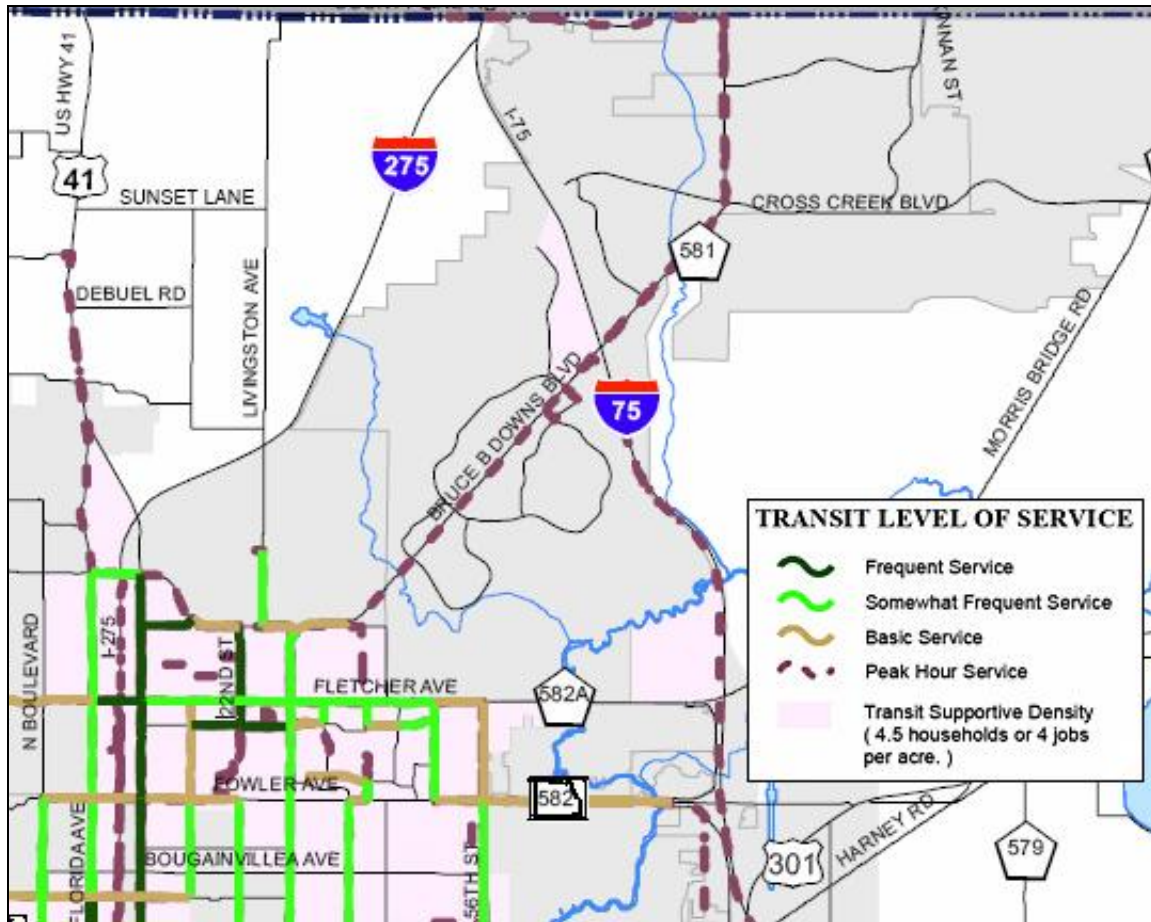 US HWY 41
41
SUNSET LANE
DEBUEL RD
LIVINGSTON AVE
275
I-75
CROSS CREEK BLVD
581
MORRIS BRIDGE RD
BRUCE B DOWNS BLVD
75
N BOULEVARD
I-275
22ND ST
FLETCHER AVE
582A
FOWLER AVE
582
FLORIDA AVE
BOUGAINVILLEA AVE
56TH ST
301
HARNEY RD
579
TRANSIT LEVEL OF SERVICE
Frequent Service
Somewhat Frequent Service
Basic Service
Peak Hour Service
Transit Supportive Density
( 4.5 households or 4 jobs
per acre. )